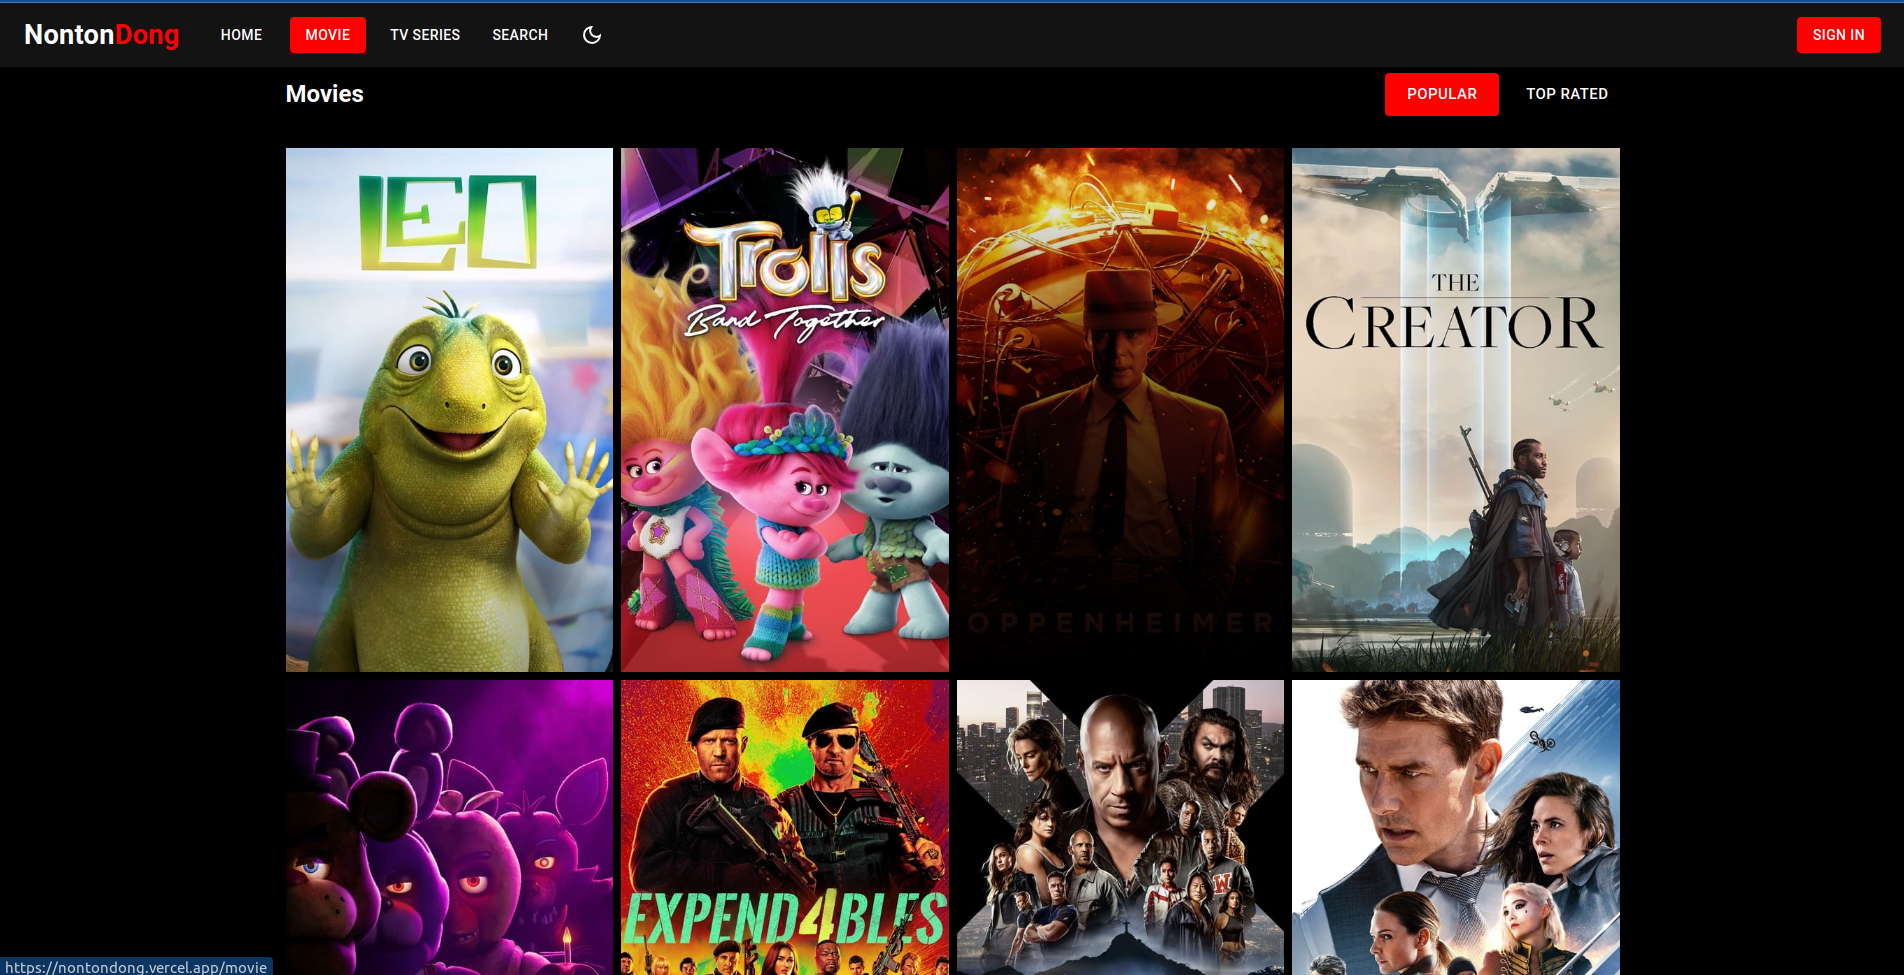 NontonDong HOME MOVIE TV SERIES SEARCH SIGN IN
Movies POPULAR TOP RATED
LEO
Trolls
Band Together
OPPENHEIMER
THE
CREATOR
W
EXPEND4BLES
https://nontondong.vercel.app/movie